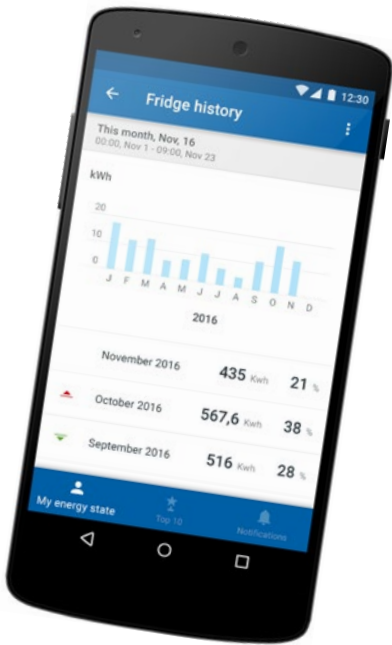 12:30
Fridge history
This month, Nov, 16
00:00, Nov 1 - 09:00, Nov 23
kWh
20
10
0
J F M A M J J A S O N D
2016
November 2016 435 Kwh 21 %
October 2016 567,6 Kwh 38 %
September 2016 516 Kwh 28 %
My energy state Top 10 Notifications